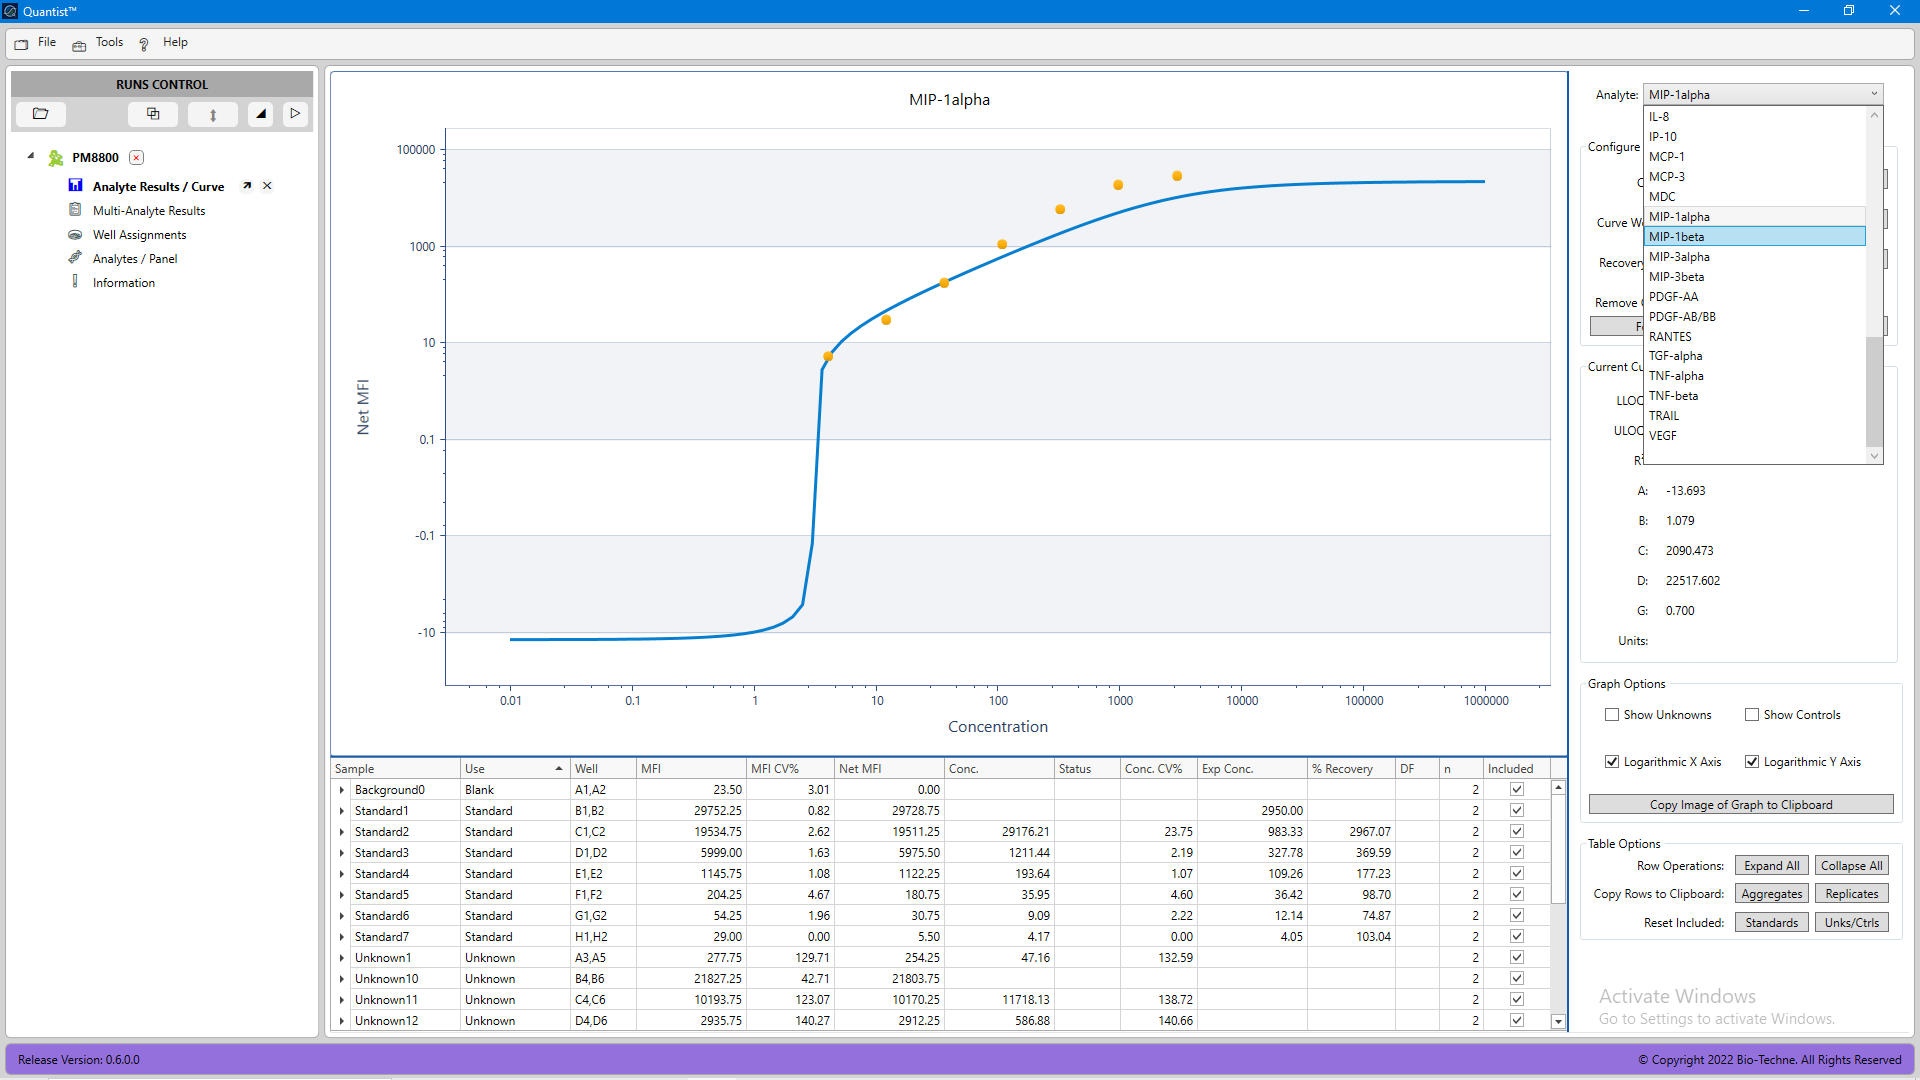 Quantist™
File Tools Help
RUNS CONTROL
PM8800
Analyte Results / Curve
Multi-Analyte Results
Well Assignments
Analytes / Panel
Information
MIP-1alpha
100000
1000
10
0.1
-0.1
-10
Net MFI
0.01 0.1 1 10 100 1000 10000 100000 1000000
Concentration
Sample Use Well MFI MFI CV% Net MFI Conc. Status Conc. CV% Exp Conc. % Recovery DF n Included
Background0 Blank A1,A2 23.50 3.01 0.00 2
Standard1 Standard B1,B2 29752.25 0.82 29728.75 2950.00 2
Standard2 Standard C1,C2 19534.75 2.62 19511.25 29176.21 23.75 983.33 2967.07 2
Standard3 Standard D1,D2 5999.00 1.63 5975.50 1211.44 2.19 327.78 369.59 2
Standard4 Standard E1,E2 1145.75 1.08 1122.25 193.64 1.07 109.26 177.23 2
Standard5 Standard F1,F2 204.25 4.67 180.75 35.95 4.60 36.42 98.70 2
Standard6 Standard G1,G2 54.25 1.96 30.75 9.09 2.22 12.14 74.87 2
Standard7 Standard H1,H2 29.00 0.00 5.50 4.17 0.00 4.05 103.04 2
Unknown1 Unknown A3,A5 277.75 129.71 254.25 47.16 132.59 2
Unknown10 Unknown B4,B6 21827.25 42.71 21803.75 2
Unknown11 Unknown C4,C6 10193.75 123.07 10170.25 11718.13 138.72 2
Unknown12 Unknown D4,D6 2935.75 140.27 2912.25 586.88 140.66 2
Analyte: MIP-1alpha
IL-8
IP-10
MCP-1
MCP-3
MDC
MIP-1alpha
MIP-1beta
MIP-3alpha
MIP-3beta
PDGF-AA
PDGF-AB/BB
RANTES
TGF-alpha
TNF-alpha
TNF-beta
TRAIL
VEGF
Configure
Curve
Recovery
Remove
Current
A: -13.693
B: 1.079
C: 2090.473
D: 22517.602
G: 0.700
Units:
Graph Options
Show Unknowns Show Controls
Logarithmic X Axis Logarithmic Y Axis
Copy Image of Graph to Clipboard
Table Options
Row Operations: Expand All Collapse All
Copy Rows to Clipboard: Aggregates Replicates
Reset Included: Standards Unks/Ctrls
Activate Windows
Go to Settings to activate Windows.
Release Version: 0.6.0.0
© Copyright 2022 Bio-Techne. All Rights Reserved